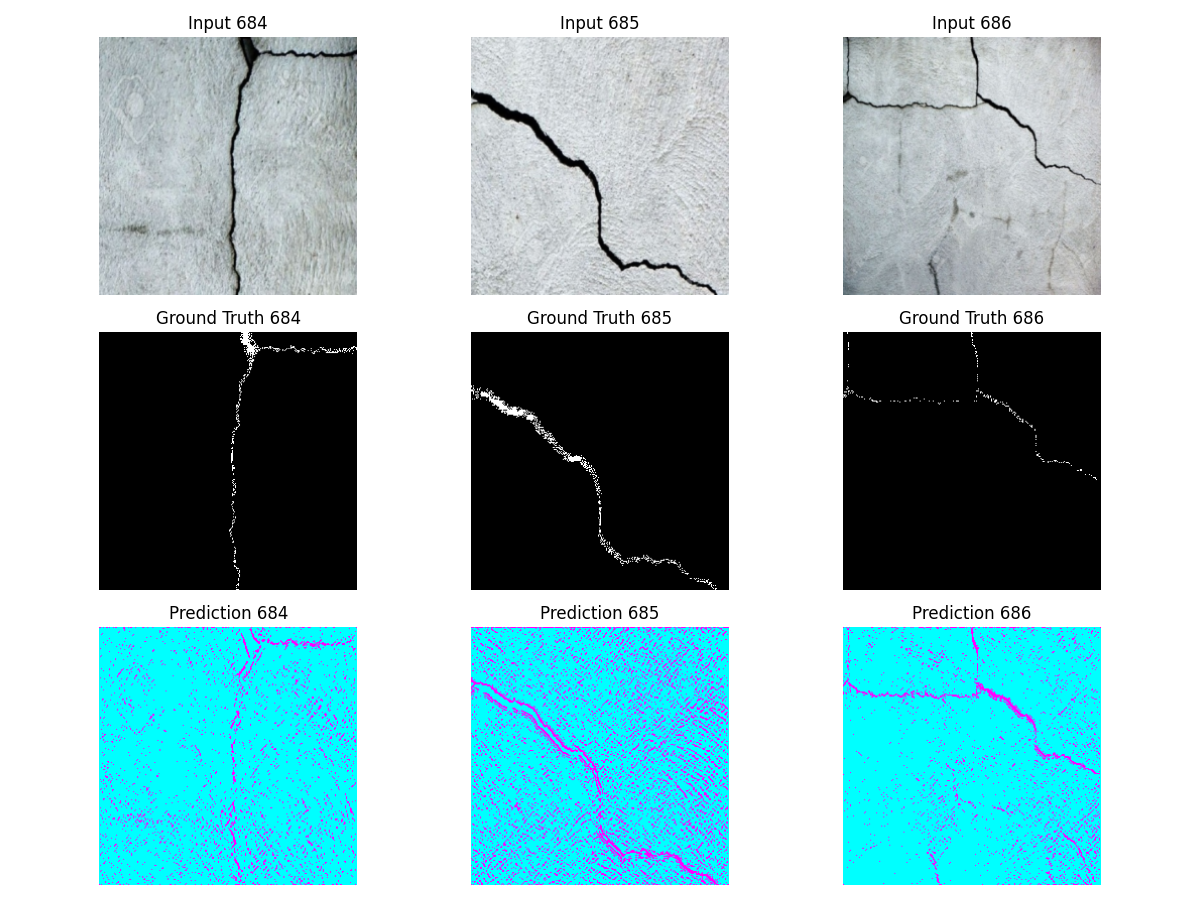 Input 684
Input 685
Input 686
Ground Truth 684
Ground Truth 685
Ground Truth 686
Prediction 684
Prediction 685
Prediction 686